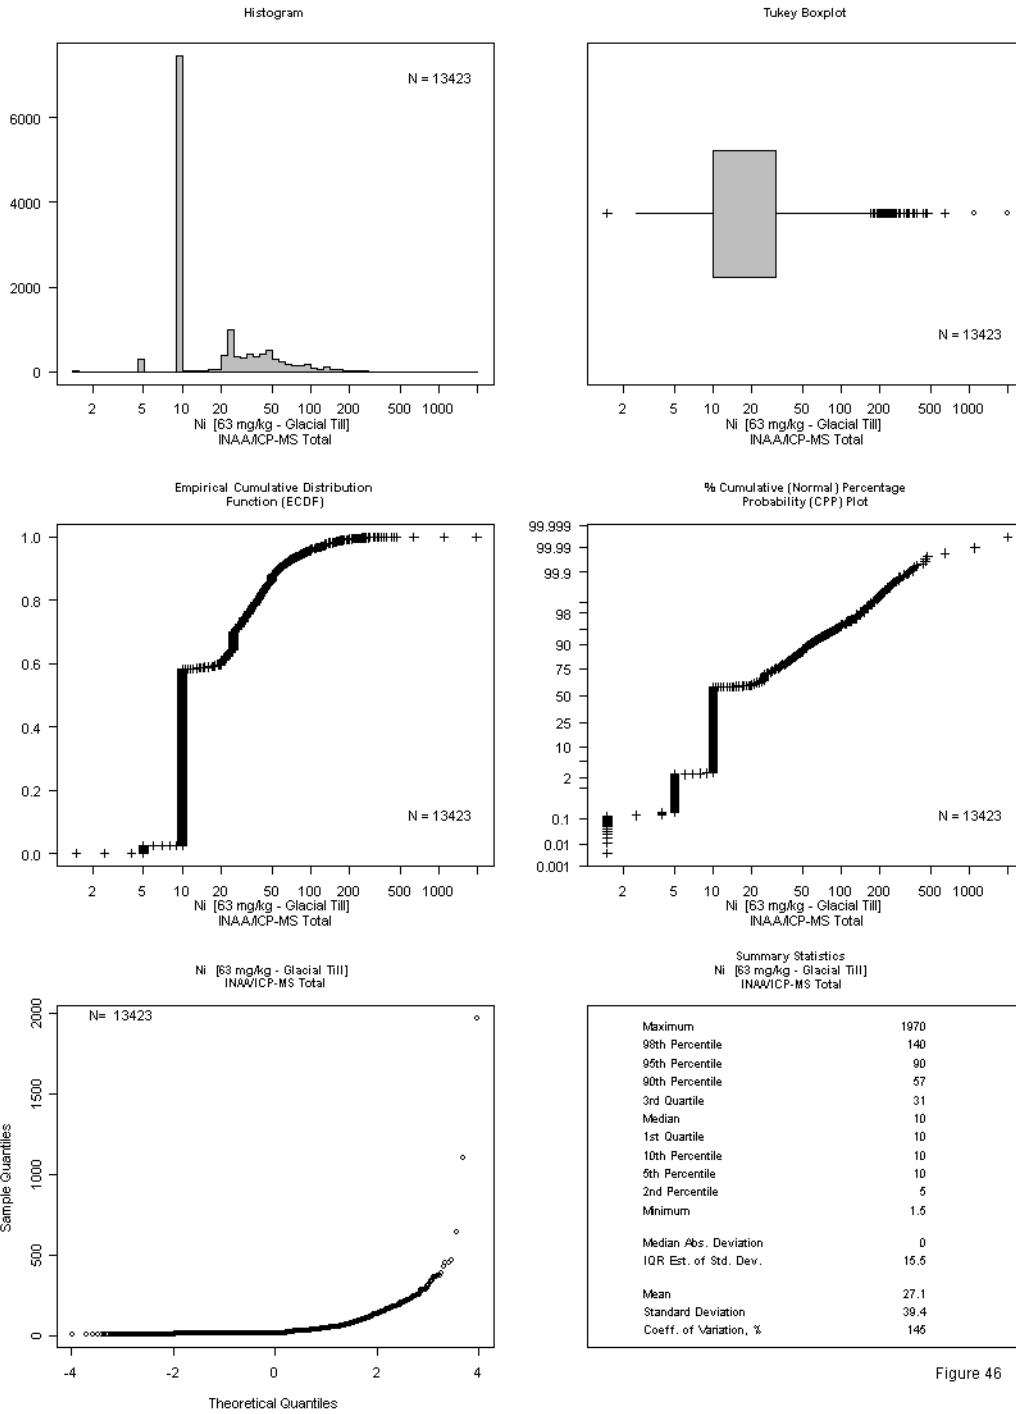 Histogram
N = 13423
6000
4000
2000
0
2 5 10 20 50 100 200 500 1000
Ni [63 mg/kg - Glacial Till]
INAA/ICP-MS Total
Tukey Boxplot
N = 13423
2 5 10 20 50 100 200 500 1000
Ni [63 mg/kg - Glacial Till]
INAA/ICP-MS Total
Empirical Cumulative Distribution
Function (ECDF)
1.0
0.8
0.6
0.4
0.2
0.0
N = 13423
2 5 10 20 50 100 200 500 1000
Ni [63 mg/kg - Glacial Till]
INAA/ICP-MS Total
% Cumulative (Normal) Percentage
Probability (CPP) Plot
99.999
99.99
99.9
98
90
75
50
25
10
2
0.1
0.01
0.001
N = 13423
2 5 10 20 50 100 200 500 1000
Ni [63 mg/kg - Glacial Till]
INAA/ICP-MS Total
Ni [63 mg/kg - Glacial Till]
INAA/ICP-MS Total
N= 13423
Sample Quantiles
2000
1500
1000
500
0
-4 -2 0 2 4
Theoretical Quantiles
Summary Statistics
Ni [63 mg/kg - Glacial Till]
INAA/ICP-MS Total
Maximum 1970
98th Percentile 140
95th Percentile 90
90th Percentile 57
3rd Quartile 31
Median 10
1st Quartile 10
10th Percentile 10
5th Percentile 10
2nd Percentile 5
Minimum 1.5
Median Abs. Deviation 0
IQR Est. of Std. Dev. 15.5
Mean 27.1
Standard Deviation 39.4
Coeff. of Variation, % 145
Figure 46